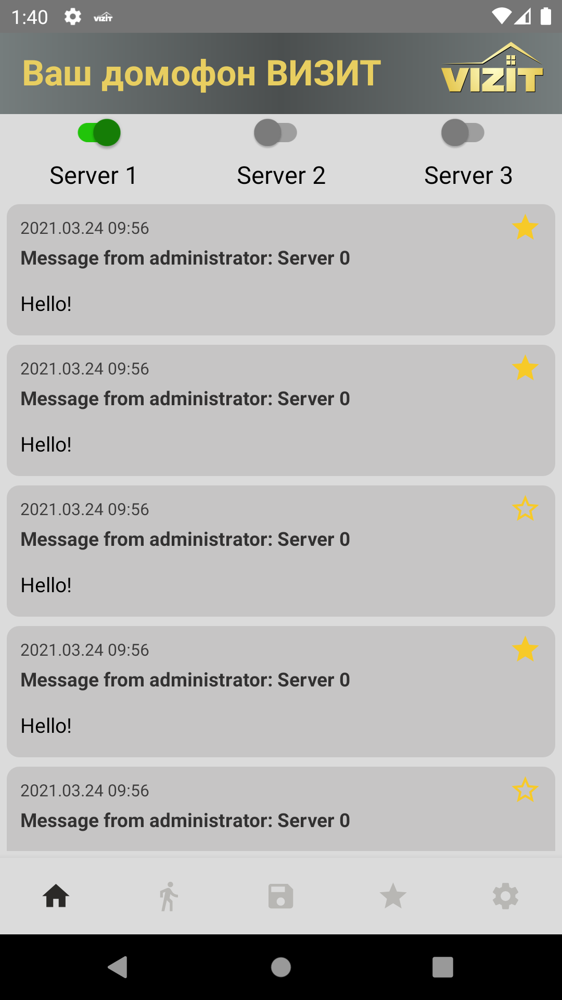 1:40 VIZIT
Ваш домофон ВИЗИТ VIZIT
Server 1 Server 2 Server 3
2021.03.24 09:56
Message from administrator: Server 0
Hello!
2021.03.24 09:56
Message from administrator: Server 0
Hello!
2021.03.24 09:56
Message from administrator: Server 0
Hello!
2021.03.24 09:56
Message from administrator: Server 0
Hello!
2021.03.24 09:56
Message from administrator: Server 0